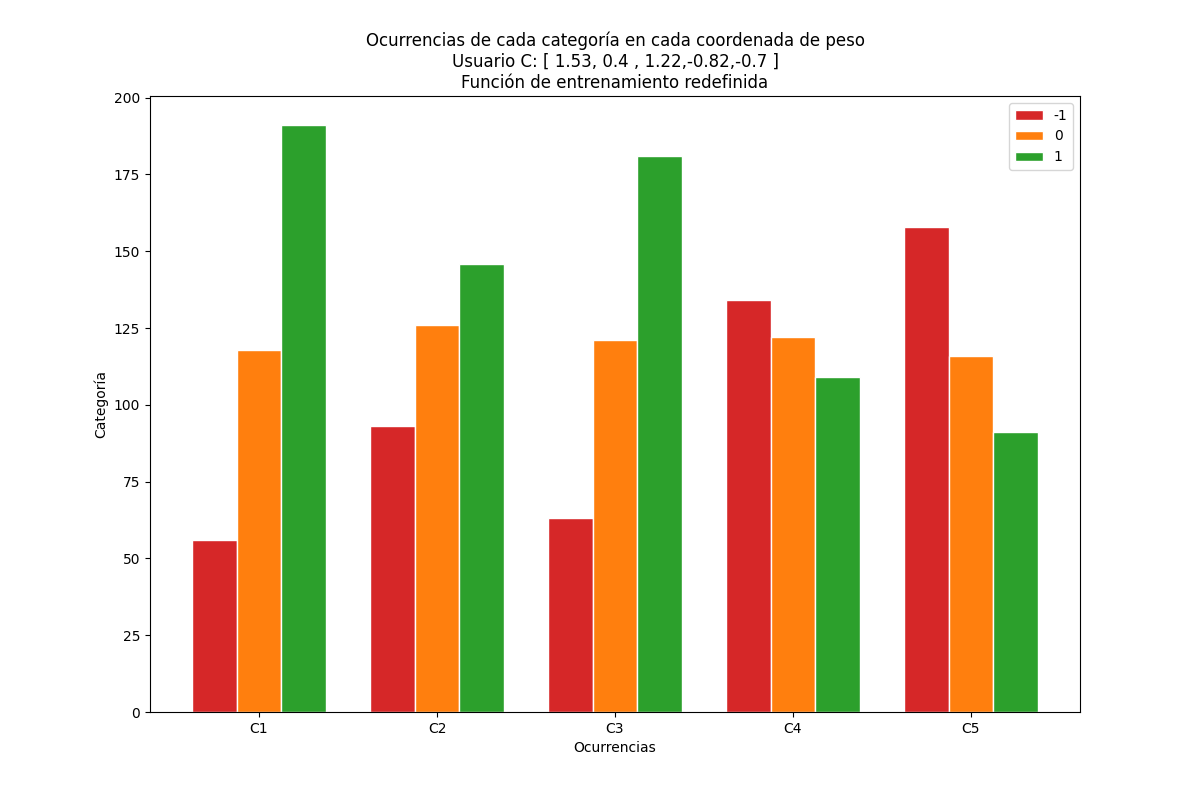 Ocurrencias de cada categoría en cada coordenada de peso
Usuario C: [ 1.53, 0.4 , 1.22,-0.82,-0.7 ]
Función de entrenamiento redefinida
-1
0
1
200
175
150
125
100
75
50
25
0
Categoría
C1 C2 C3 C4 C5
Ocurrencias